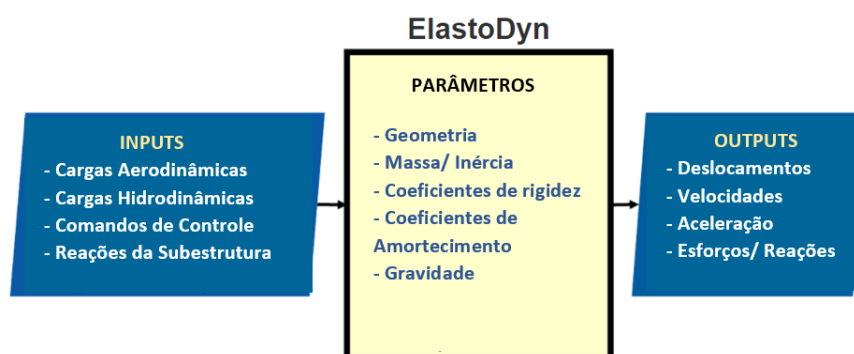 ElastoDyn
INPUTS
- Cargas Aerodinâmicas
- Cargas Hidrodinâmicas
- Comandos de Controle
- Reações da Subestrutura
PARÂMETROS
- Geometria
- Massa/ Inércia
- Coeficientes de rigidez
- Coeficientes de
Amortecimento
- Gravidade
OUTPUTS
- Deslocamentos
- Velocidades
- Aceleração
- Esforços/ Reações